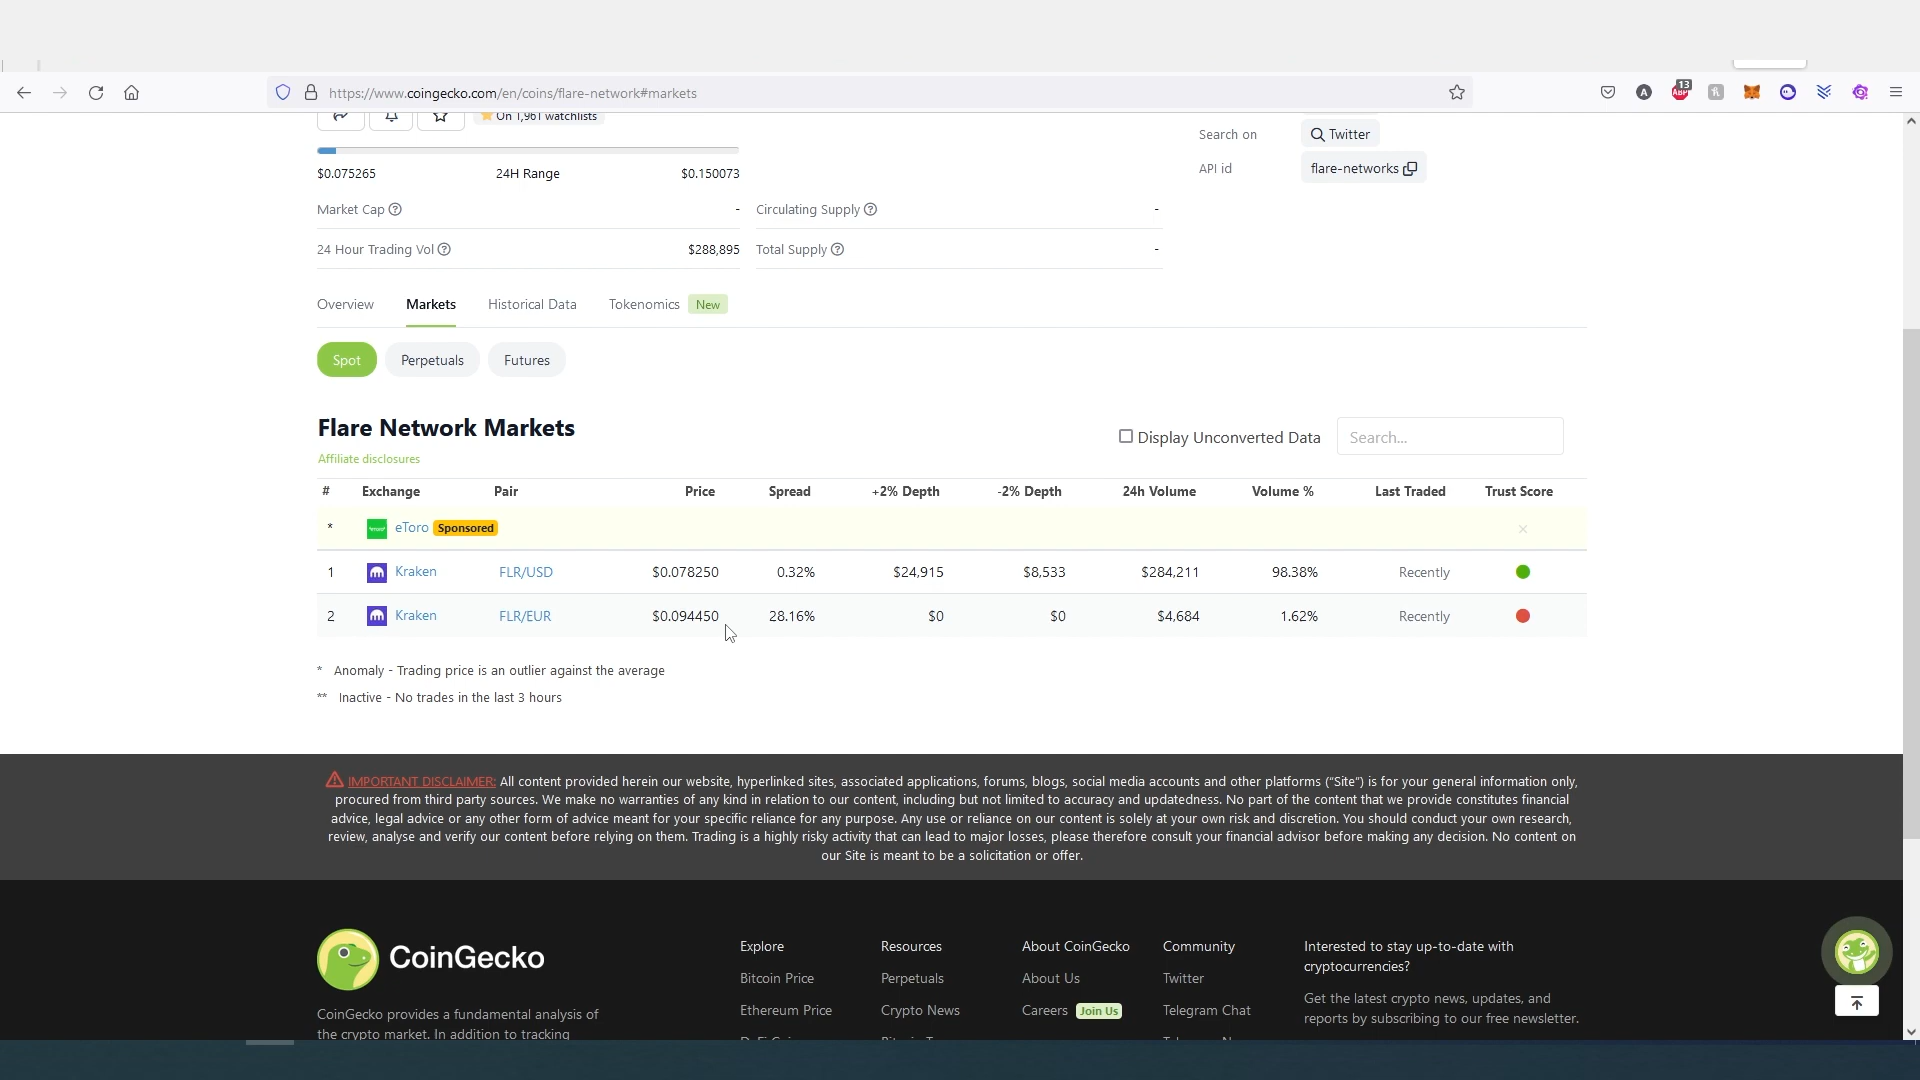 https://www.coingecko.com/en/coins/flare-network#markets
13
ABP
On 1,961 watchlists
Search on
Twitter
$0.075265 24H Range $0.150073
API id
flare-networks
Market Cap - Circulating Supply -
24 Hour Trading Vol $288,895 Total Supply -
Overview Markets Historical Data Tokenomics New
Spot Perpetuals Futures
Flare Network Markets
Display Unconverted Data Search...
Affiliate disclosures
# Exchange Pair Price Spread +2% Depth -2% Depth 24h Volume Volume % Last Traded Trust Score
* eToro Sponsored
1 Kraken FLR/USD $0.078250 0.32% $24,915 $8,533 $284,211 98.38% Recently
2 Kraken FLR/EUR $0.094450 28.16% $0 $0 $4,684 1.62% Recently
* Anomaly - Trading price is an outlier against the average
** Inactive - No trades in the last 3 hours
IMPORTANT DISCLAIMER: All content provided herein our website, hyperlinked sites, associated applications, forums, blogs, social media accounts and other platforms (“Site”) is for your general information only,
procured from third party sources. We make no warranties of any kind in relation to our content, including but not limited to accuracy and updatedness. No part of the content that we provide constitutes financial
advice, legal advice or any other form of advice meant for your specific reliance for any purpose. Any use or reliance on our content is solely at your own risk and discretion. You should conduct your own research,
review, analyse and verify our content before relying on them. Trading is a highly risky activity that can lead to major losses, please therefore consult your financial advisor before making any decision. No content on
our Site is meant to be a solicitation or offer.
CoinGecko
CoinGecko provides a fundamental analysis of
the crypto market. In addition to tracking
Explore
Bitcoin Price
Ethereum Price
Resources
Perpetuals
Crypto News
About CoinGecko
About Us
Careers Join Us
Community
Twitter
Telegram Chat
Interested to stay up-to-date with
cryptocurrencies?
Get the latest crypto news, updates, and
reports by subscribing to our free newsletter.